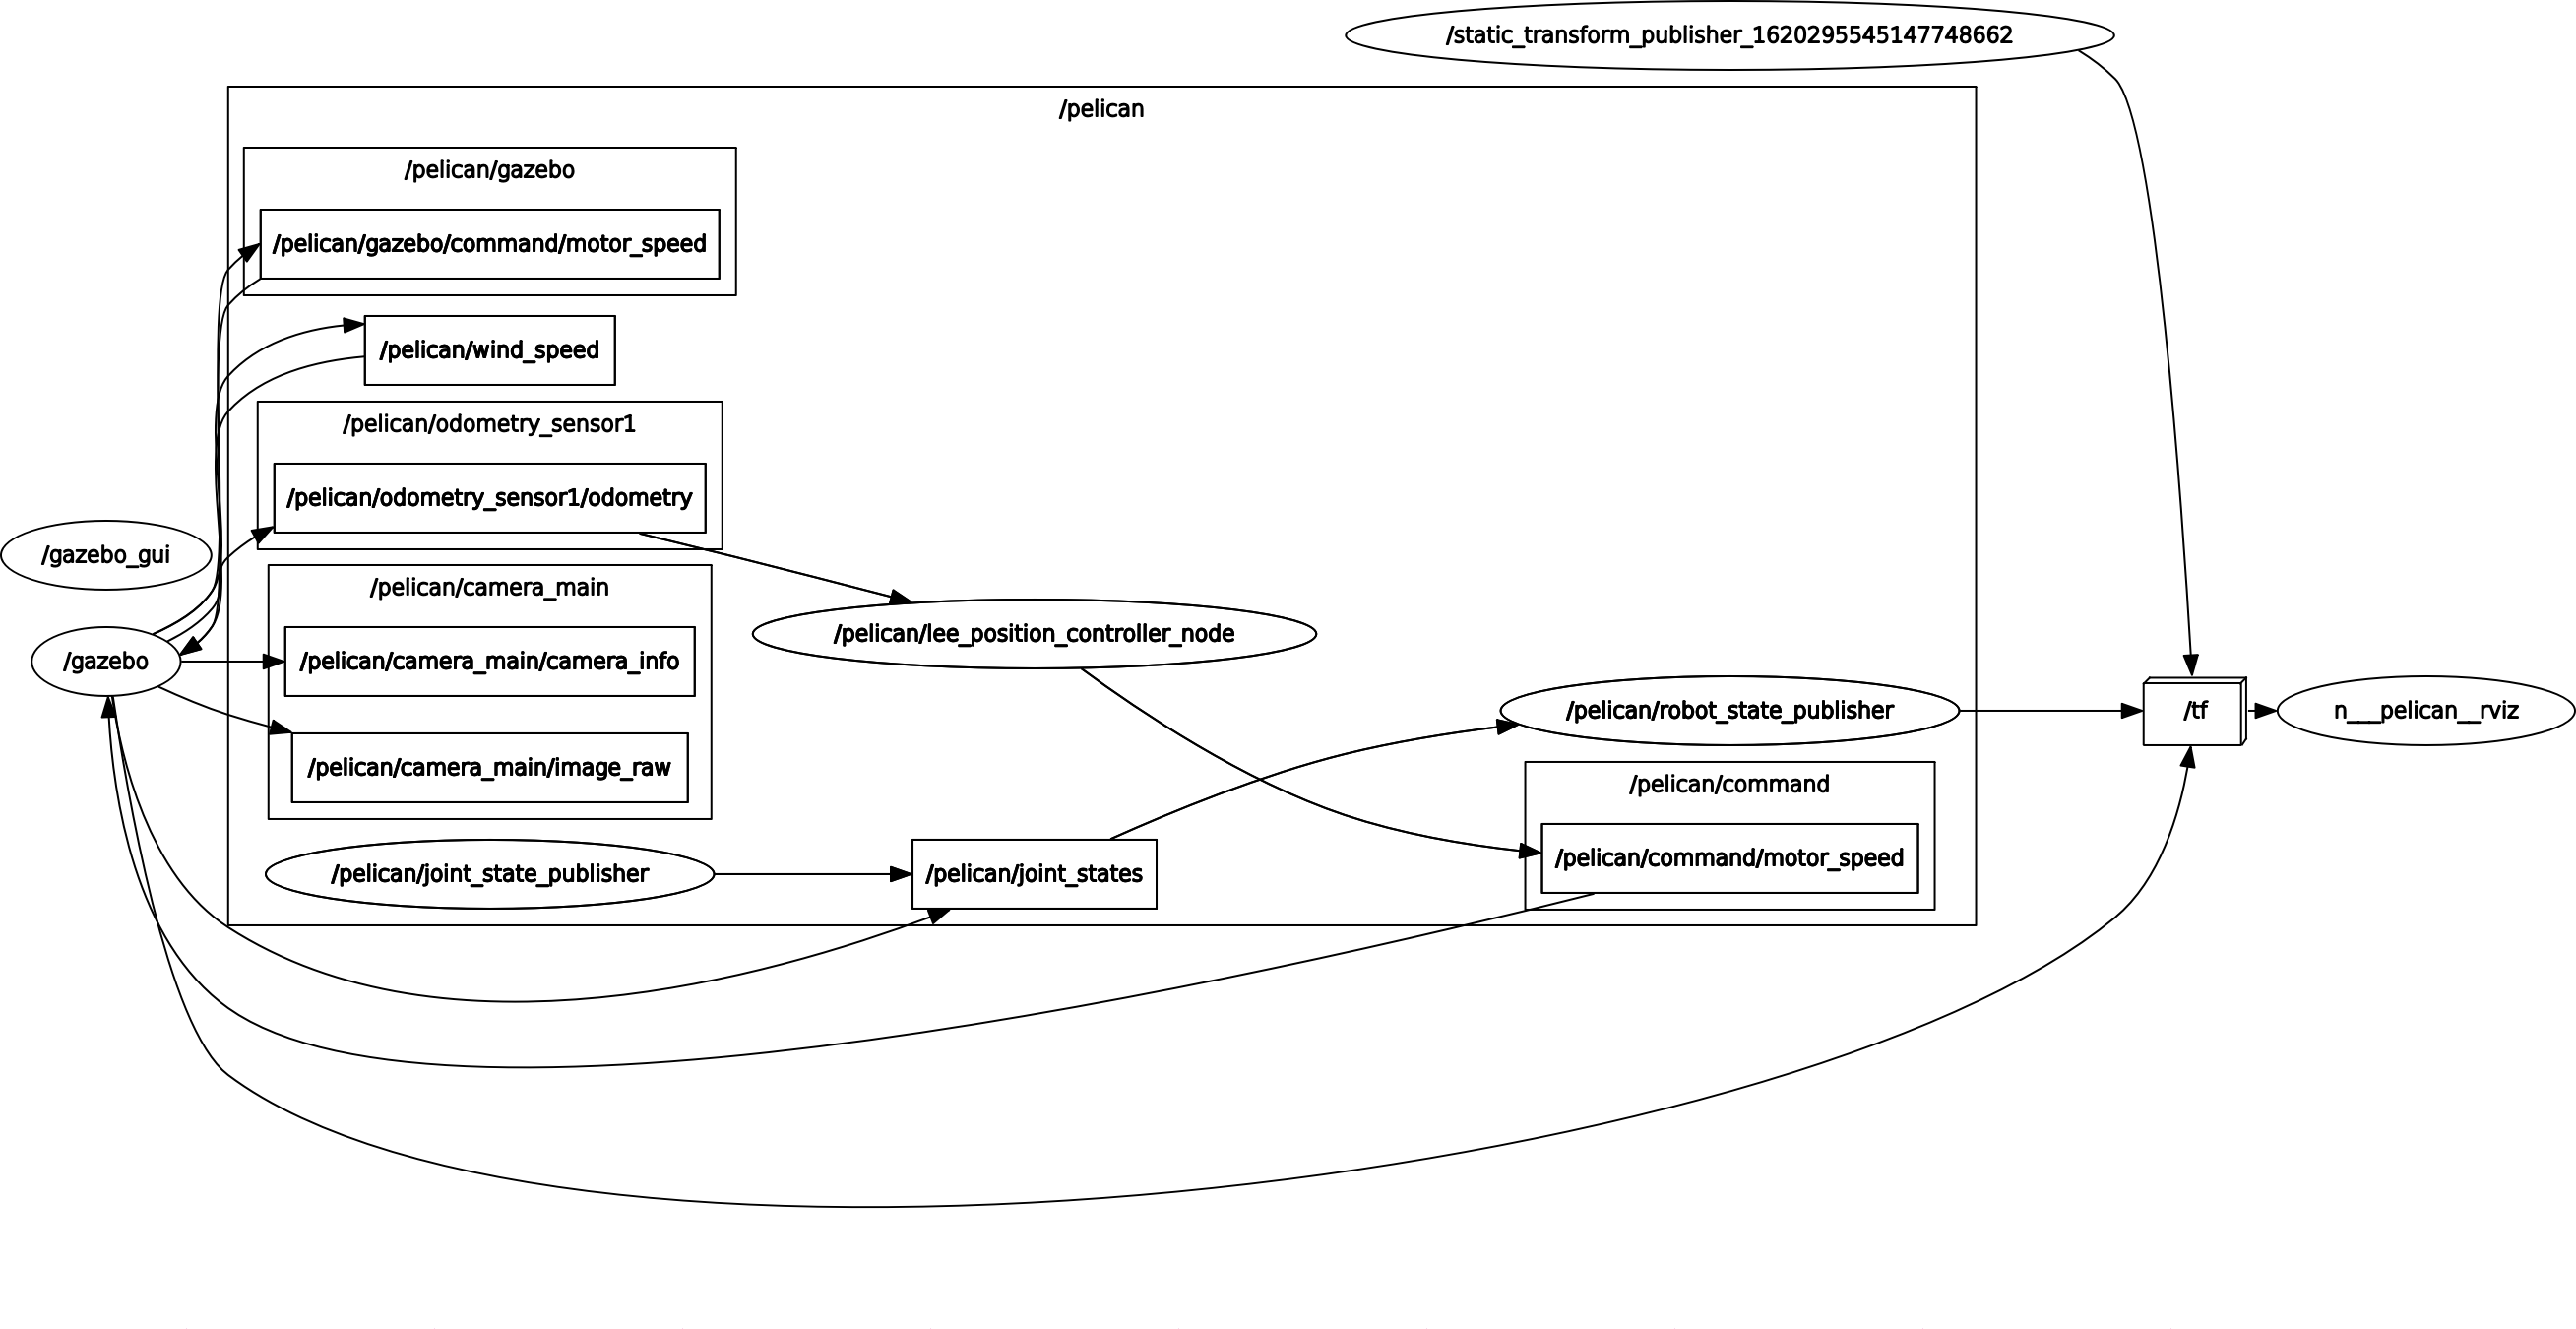 /static_transform_publisher_1620295545147748662
/pelican
/pelican/gazebo
/pelican/gazebo/command/motor_speed
/pelican/wind_speed
/pelican/odometry_sensor1
/pelican/odometry_sensor1/odometry
/gazebo_gui
/pelican/camera_main
/pelican/lee_position_controller_node
/gazebo
/pelican/camera_main/camera_info
/pelican/robot_state_publisher
/tf
n___pelican__rviz
/pelican/camera_main/image_raw
/pelican/command
/pelican/command/motor_speed
/pelican/joint_state_publisher
/pelican/joint_states